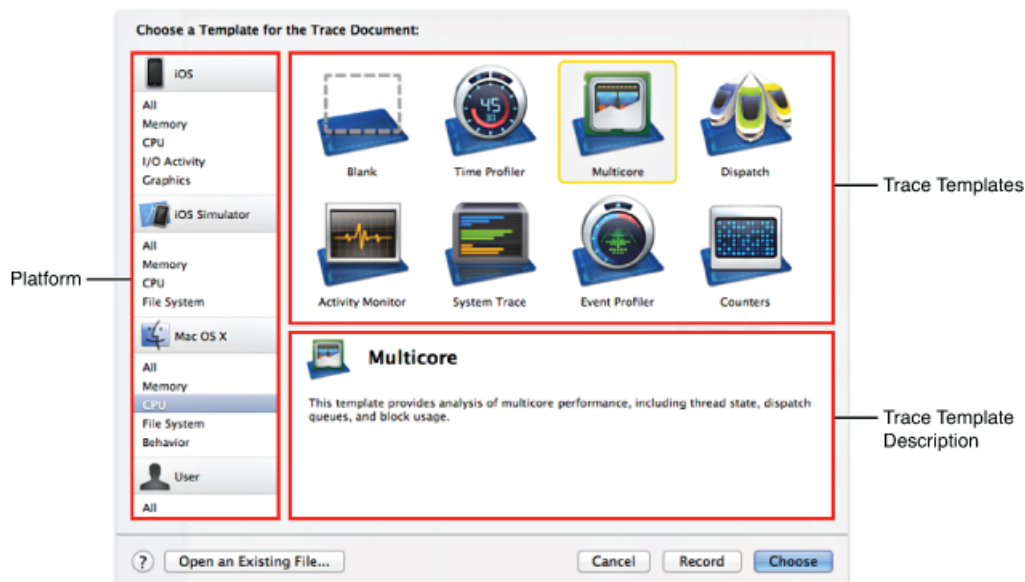 Choose a Template for the Trace Document:
iOS
All
Memory
CPU
I/O Activity
Graphics
iOS Simulator
All
Memory
CPU
File System
Mac OS X
All
Memory
CPU
File System
Behavior
User
All
Blank
Time Profiler
Multicore
Dispatch
45
Activity Monitor
System Trace
Event Profiler
Counters
Multicore
This template provides analysis of multicore performance, including thread state, dispatch
queues, and block usage.
Platform
Trace Templates
Trace Template
Description
?
Open an Existing File...
Cancel
Record
Choose